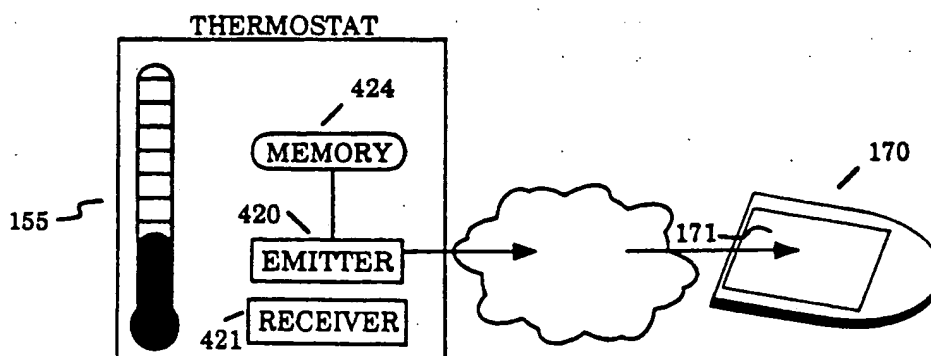 THERMOSTAT
424
MEMORY
170
155
420
171
EMITTER
421
RECEIVER